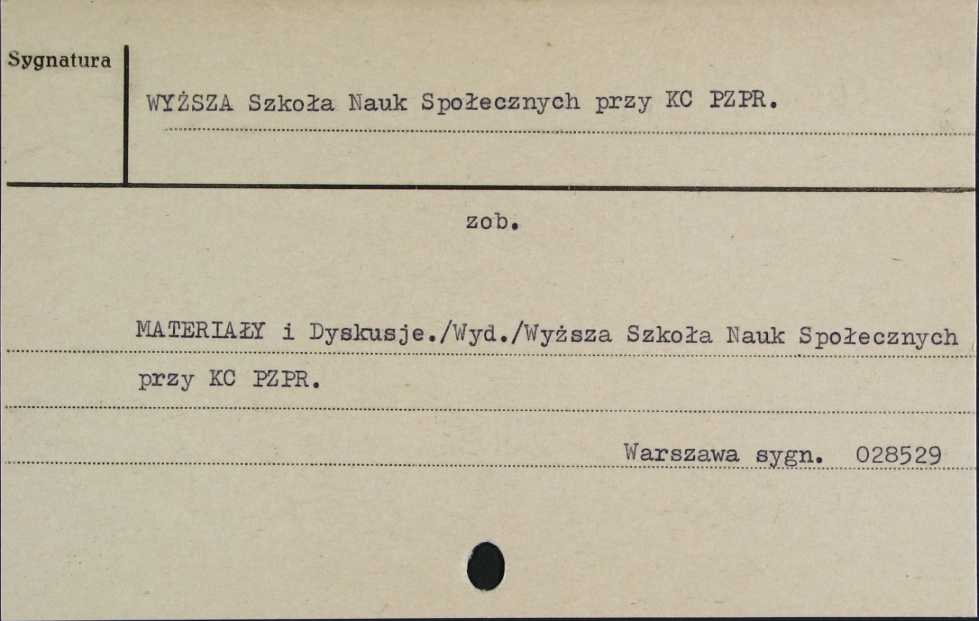 Sygnatura
WYŻSZA Szkoła Nauk Społecznych przy KC PZPR.
zob.
MATERIAŁY i Dyskusje./Wyd./Wyższa Szkoła Nauk Społecznych
przy KC PZPR.
Warszawa sygn. 028529